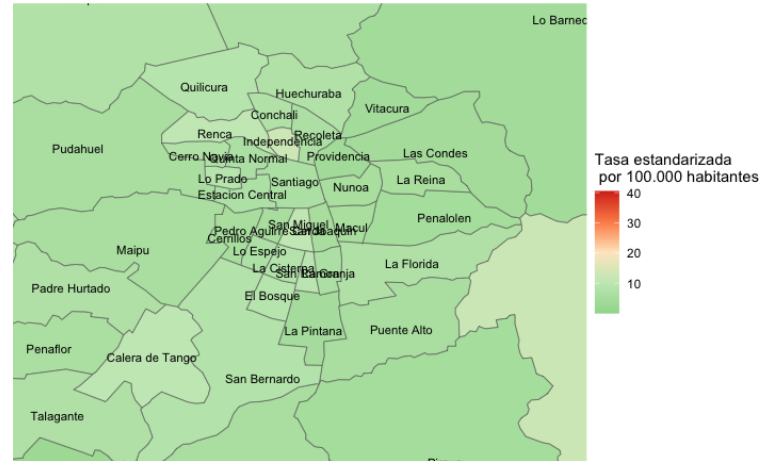 Lo Barnec
Quilicura
Huechuraba
Vitacura
Conchali
Renca
Recoleta
Independencia
Pudahuel
Las Condes
Cerro Navia
Quinta Normal
Providencia
Lo Prado
Santiago
La Reina
Nunoa
Estacion Central
Penalolen
San Miguel
Macul
Pedro Aguirre Cerda
San Joaquin
Cerrillos
Maipu
Lo Espejo
La Florida
La Cisterna
San Ramon
La Granja
Padre Hurtado
El Bosque
La Pintana
Puente Alto
Penaflor
Calera de Tango
San Bernardo
Talagante
Tasa estandarizada
por 100.000 habitantes
40
30
20
10